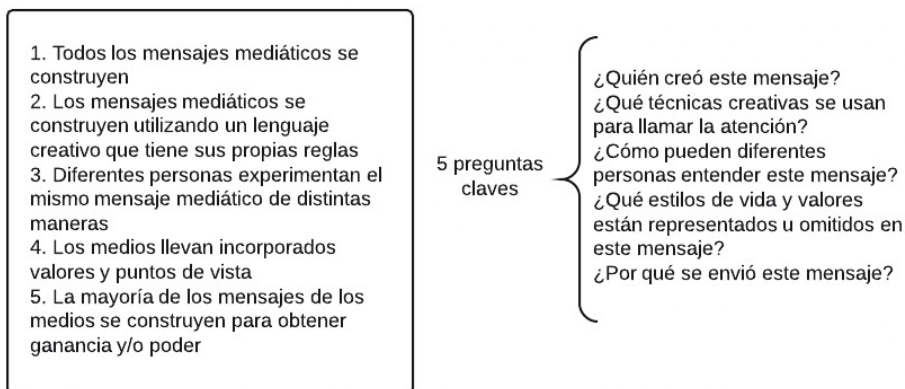 1. Todos los mensajes mediáticos se
construyen
2. Los mensajes mediáticos se
construyen utilizando un lenguaje
creativo que tiene sus propias reglas
3. Diferentes personas experimentan el
mismo mensaje mediático de distintas
maneras
4. Los medios llevan incorporados
valores y puntos de vista
5. La mayoría de los mensajes de los
medios se construyen para obtener
ganancia y/o poder
5 preguntas
claves
¿Quién creó este mensaje?
¿Qué técnicas creativas se usan
para llamar la atención?
¿Cómo pueden diferentes
personas entender este mensaje?
¿Qué estilos de vida y valores
están representados u omitidos en
este mensaje?
¿Por qué se envió este mensaje?